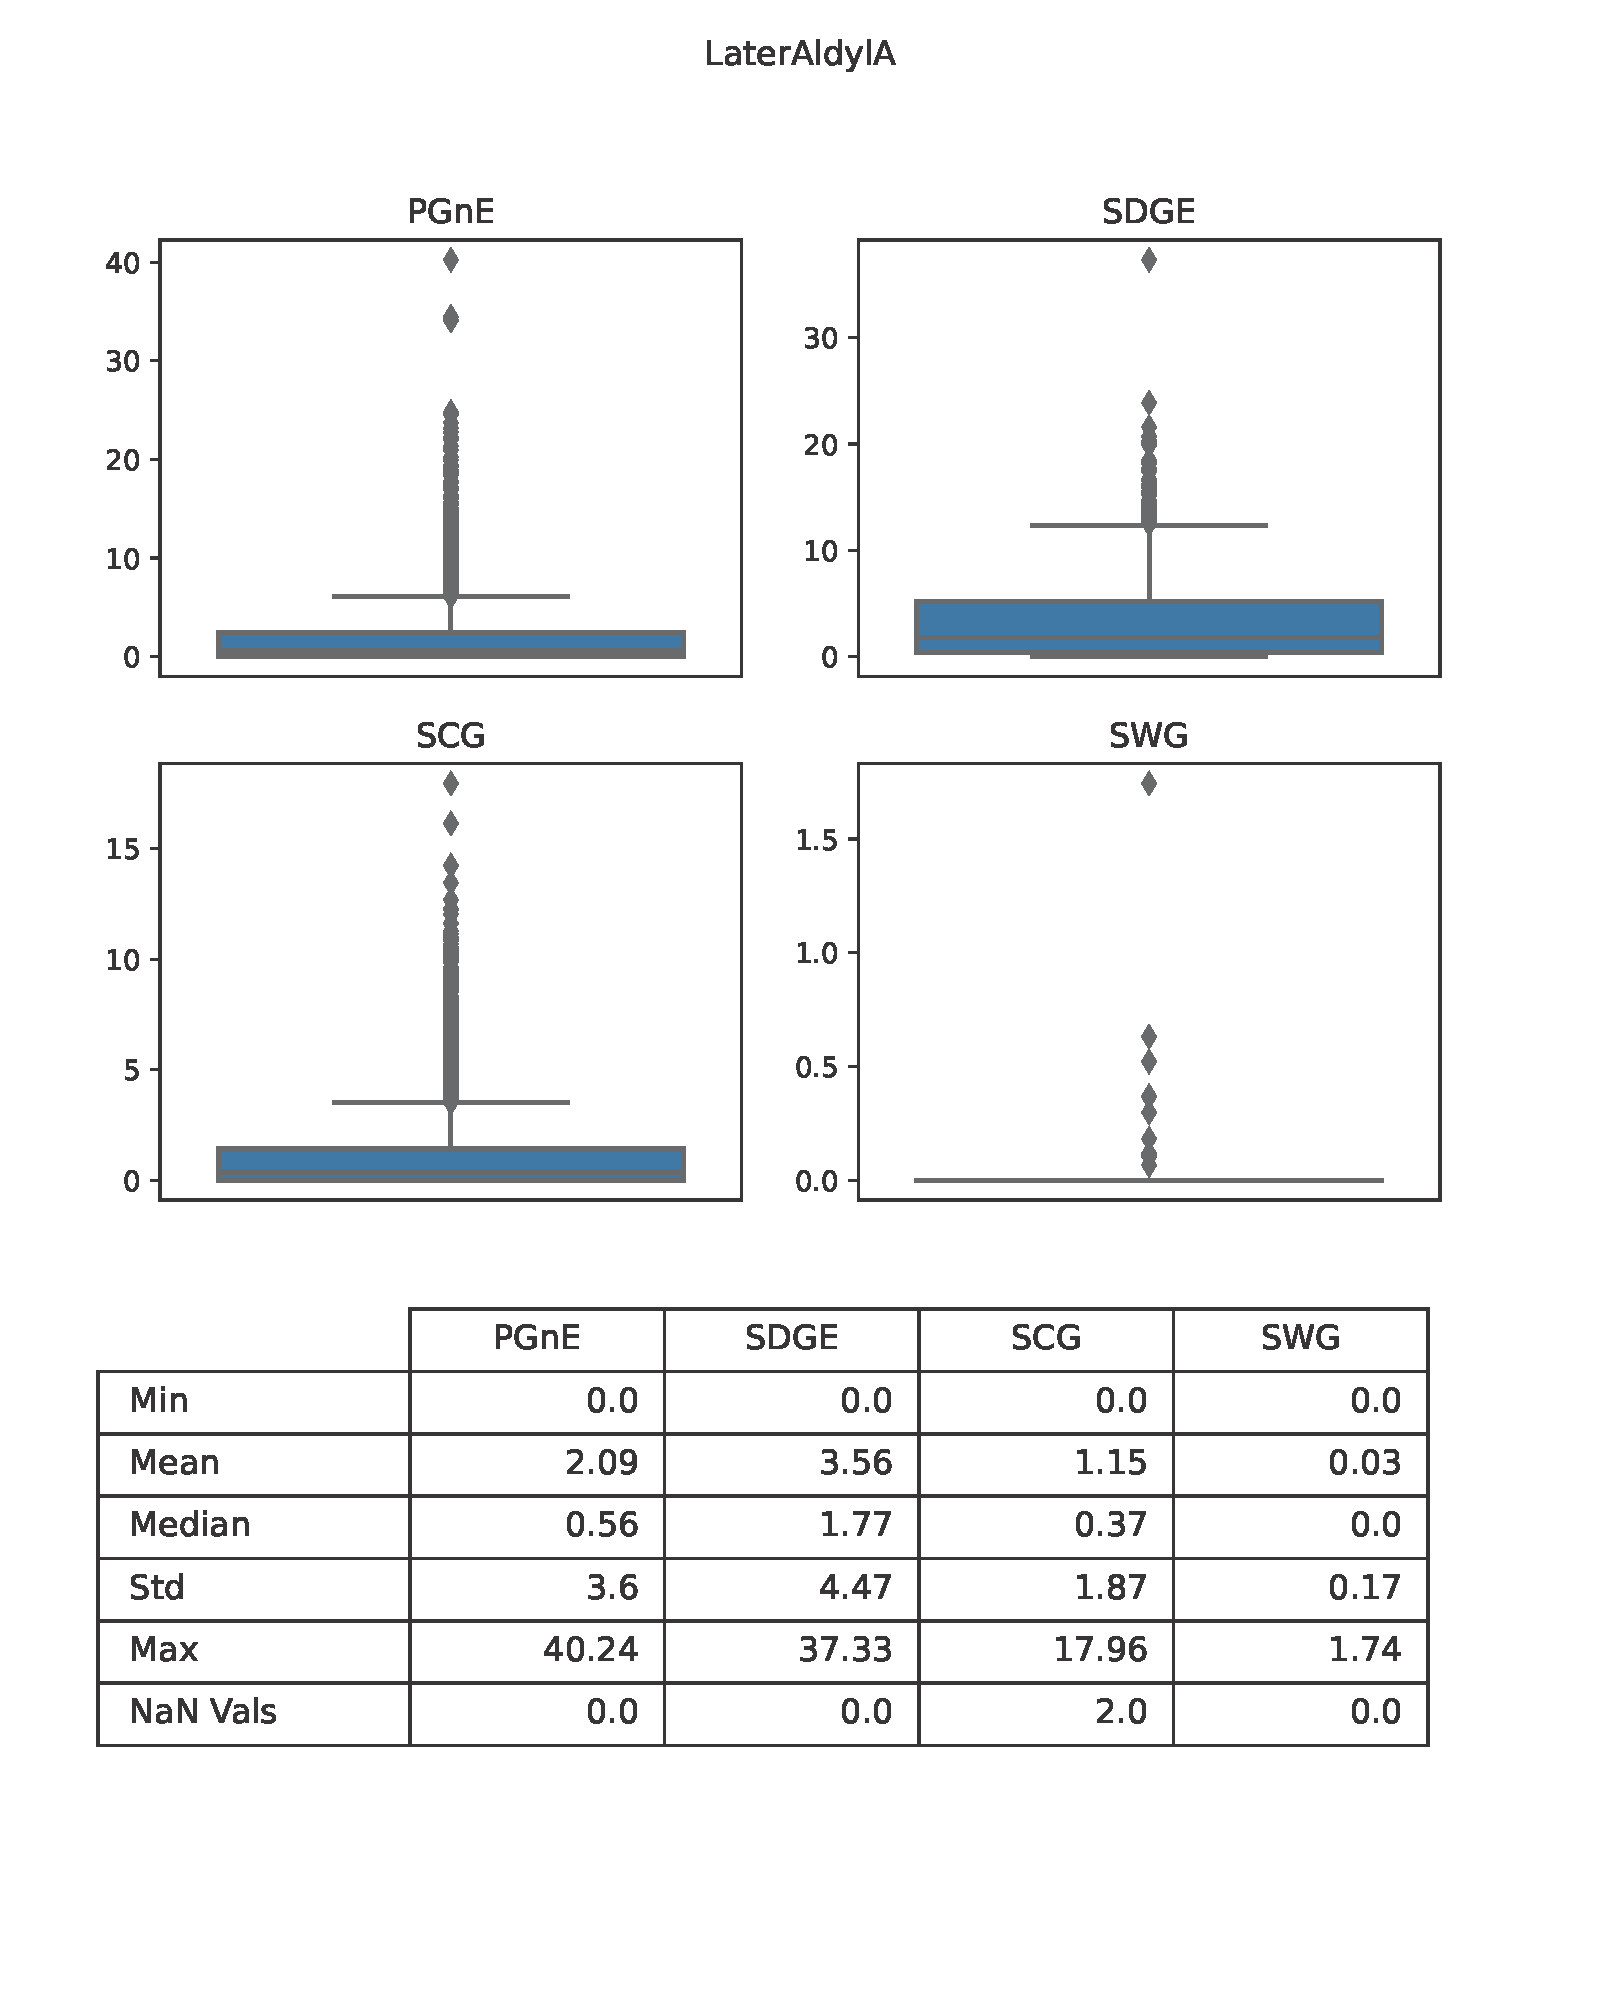 LaterAldylA
PGnE
40
30
20
10
0
SDGE
30
20
10
0
SCG
15
10
5
0
SWG
1.5
1.0
0.5
0.0
PGnE SDGE SCG SWG
Min 0.0 0.0 0.0 0.0
Mean 2.09 3.56 1.15 0.03
Median 0.56 1.77 0.37 0.0
Std 3.6 4.47 1.87 0.17
Max 40.24 37.33 17.96 1.74
NaN Vals 0.0 0.0 2.0 0.0